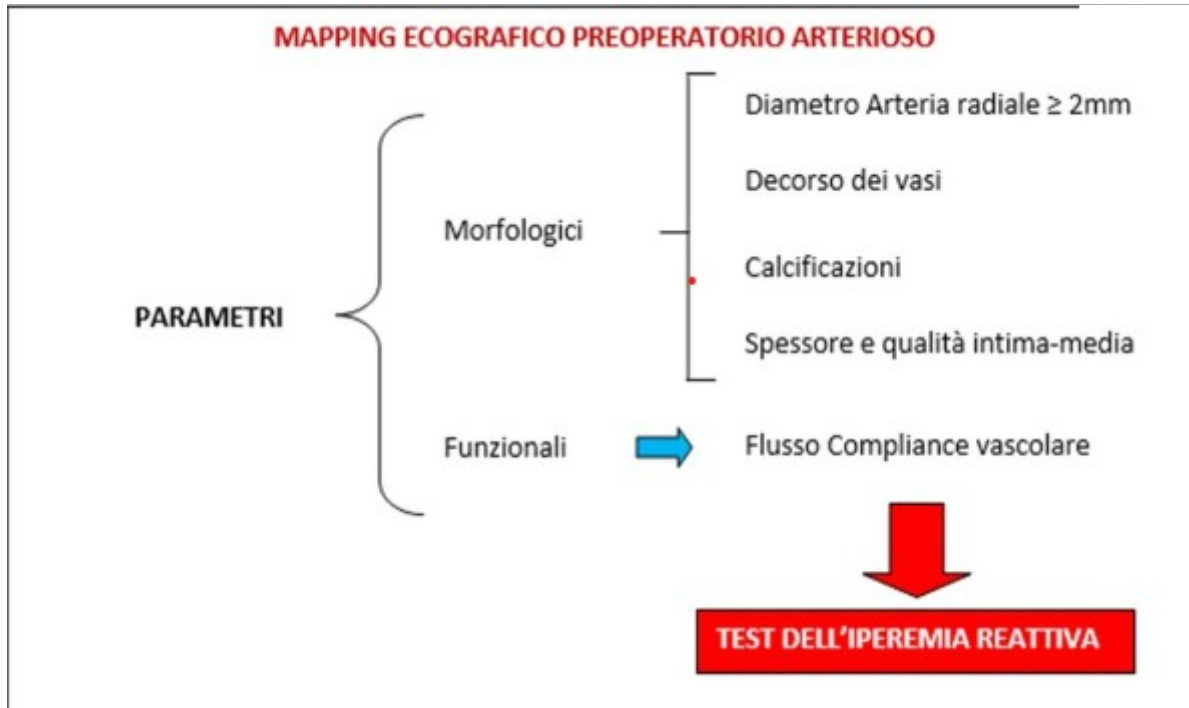 MAPPING ECOGRAFICO PREOPERATORIO ARTERIOSO
PARAMETRI
Morfologici
Diametro Arteria radiale ≥ 2mm
Decorso dei vasi
Calcificazioni
Spessore e qualità intima-media
Funzionali
Flusso Compliance vascolare
TEST DELL'IPEREMIA REATTIVA